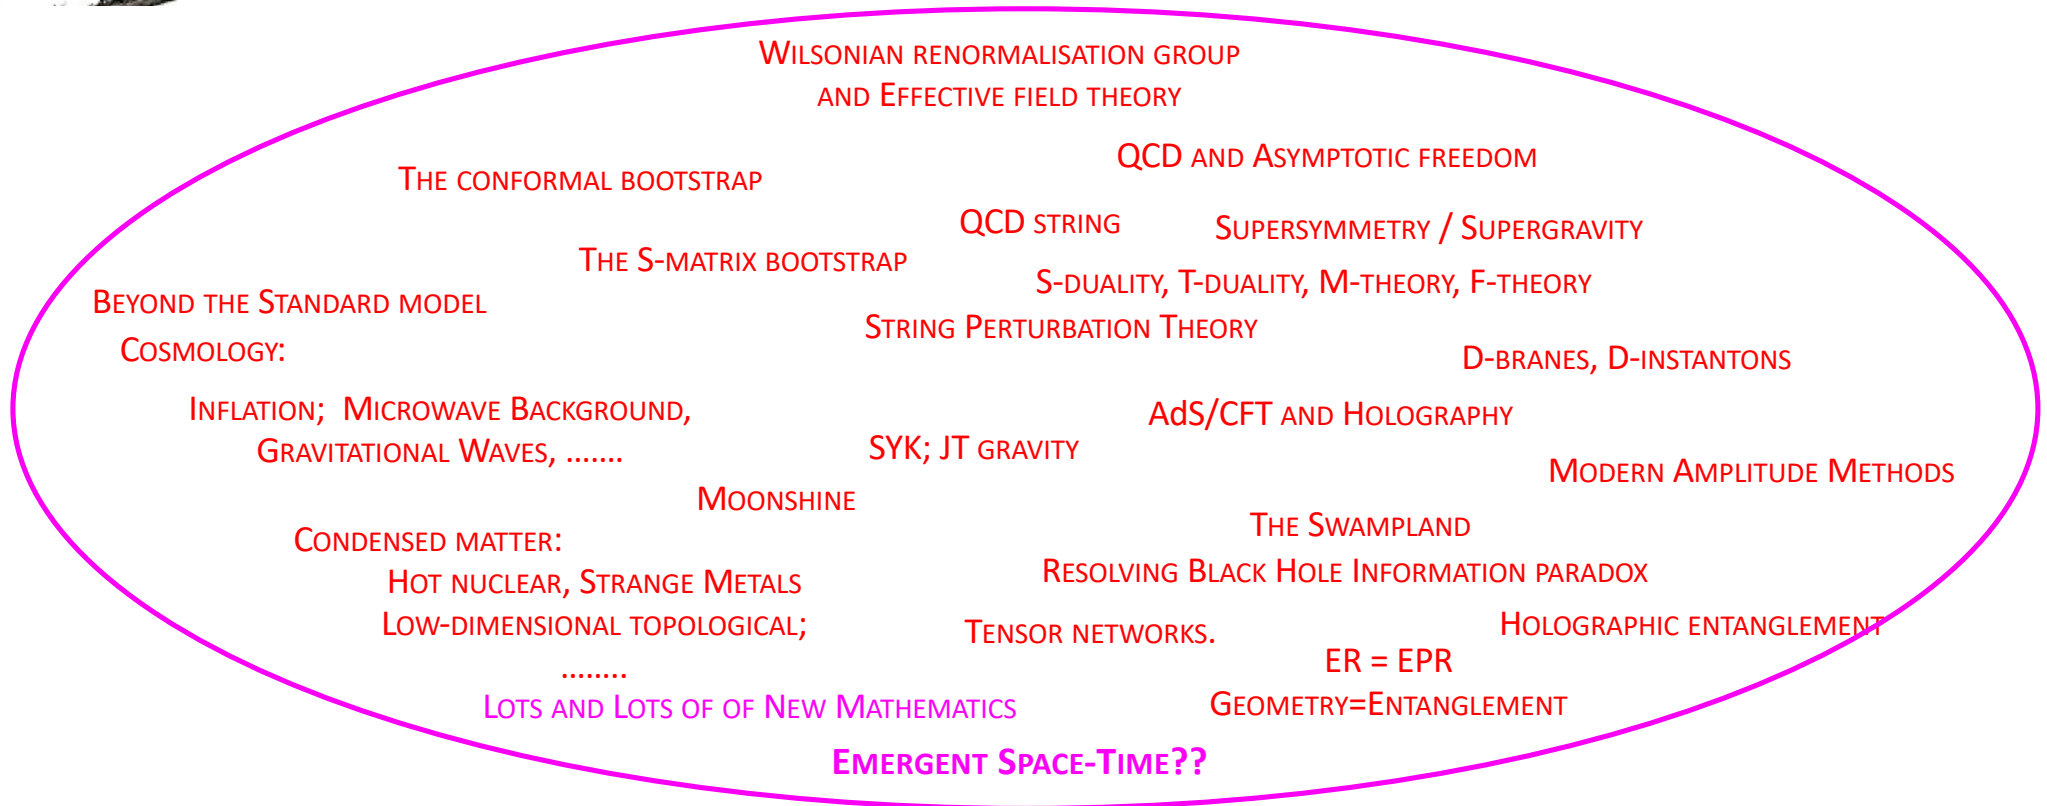 Wilsonian renormalisation group
and Effective field theory
QCD and Asymptotic freedom
The conformal bootstrap
QCD string
Supersymmetry / Supergravity
The S-matrix bootstrap
S-duality, T-duality, M-theory, F-theory
Beyond the Standard model
String Perturbation Theory
Cosmology:
D-branes, D-instantons
Inflation; Microwave Background,
AdS/CFT and Holography
Gravitational Waves, .......
SYK; JT gravity
Modern Amplitude Methods
Moonshine
The Swampland
Condensed matter:
Resolving Black Hole Information paradox
Hot nuclear, Strange Metals
Low-dimensional topological;
Tensor networks.
Holographic entanglement
ER = EPR
........
Lots and Lots of of New Mathematics
Geometry=Entanglement
Emergent Space-Time??